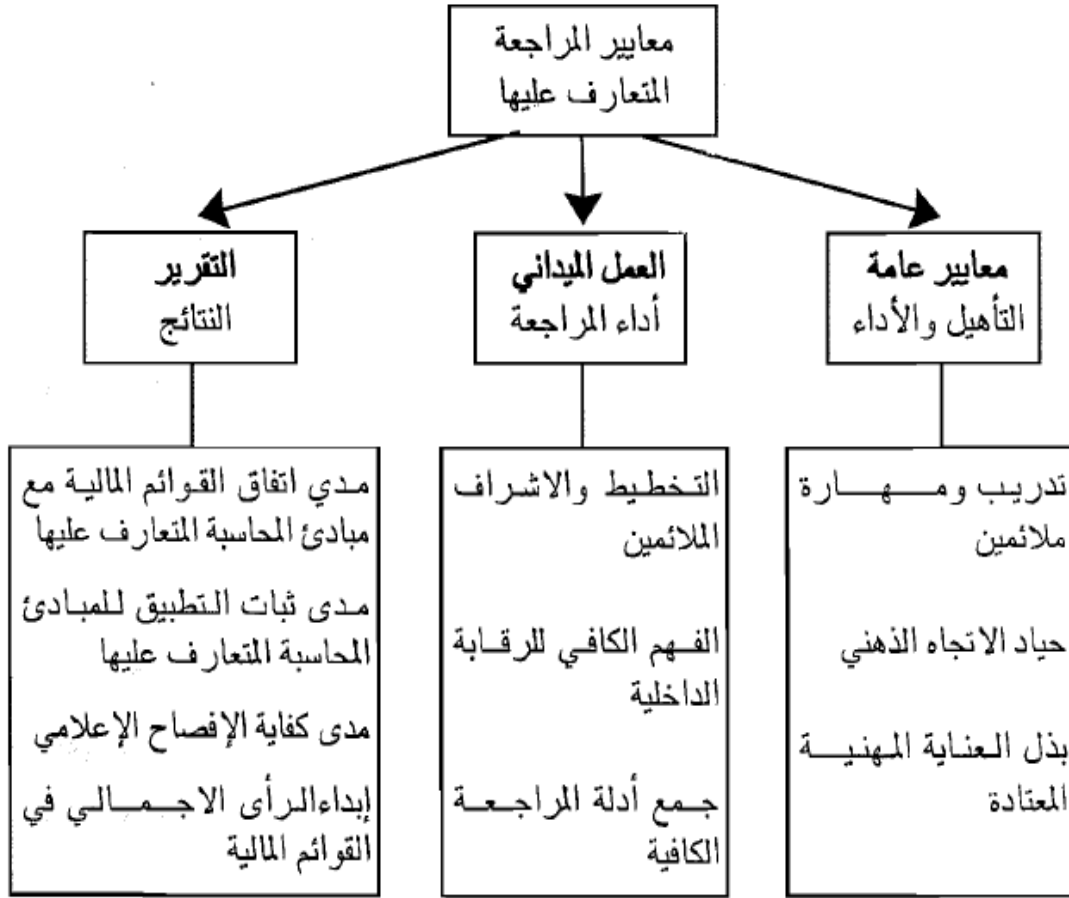 معايير المراجعة
المتعارف عليها
معايير عامة
التأهيل والأداء
العمل الميداني
أداء المراجعة
التقرير
النتائج
تدريب ومهارة
ملائمين
حياد الاتجاه الذهني
بذل العناية المهنية
المعتادة
التخطيط والاشراف
الملائمين
الفهم الكافي للرقابة
الداخلية
جمع أدلة المراجعة
الكافية
مدي اتفاق القوائم المالية مع
مبادئ المحاسبة المتعارف عليها
مدى ثبات التطبيق للمبادئ
المحاسبة المتعارف عليها
مدى كفاية الإفصاح الإعلامي
إبداءالرأى الاجمالي في
القوائم المالية